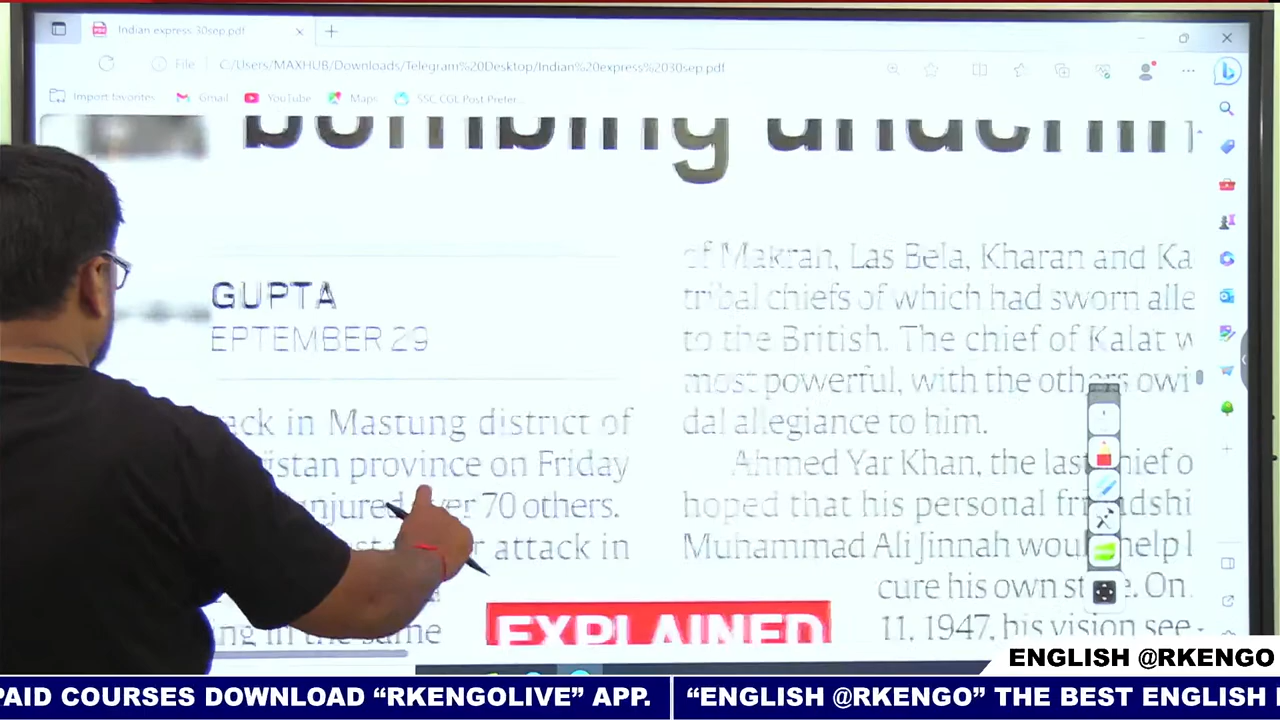 Indian express 30sep.pdf
File
C:/Users/MAXHUB/Downloads/Telegram%20Desktop/Indian%20express%2030sep.pdf
Import favorites
Gmail
YouTube
Maps
SSC CGL Post Prefer...
bombing
GUPTA
EPTEMBER 29
ack in Mastung district of
istan province on Friday
njured over 70 others.
attack in
ng in the same
EXPLAINED
of Makran, Las Bela, Kharan and Ka
tribal chiefs of which had sworn alle
to the British. The chief of Kalat w
most powerful, with the others owi
dal allegiance to him.
Ahmed Yar Khan, the last chief o
hoped that his personal friendshi
Muhammad Ali Jinnah would help
cure his own state. On
11, 1947, his vision see
ENGLISH @RKENGO
PAID COURSES DOWNLOAD “RKENGOLIVE” APP.
“ENGLISH @RKENGO” THE BEST ENGLISH